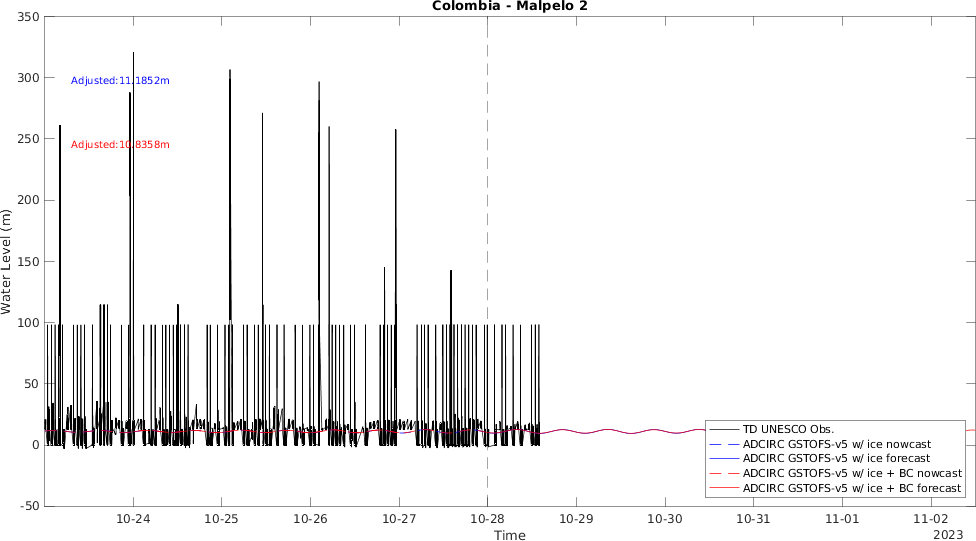 Colombia - Malpelo 2
350
300
250
200
150
100
50
0
-50
Water Level (m)
Adjusted:11.1852m
Adjusted:10.8358m
TD UNESCO Obs.
ADCIRC GSTOFS-v5 w/ ice nowcast
ADCIRC GSTOFS-v5 w/ ice forecast
ADCIRC GSTOFS-v5 w/ ice + BC nowcast
ADCIRC GSTOFS-v5 w/ ice + BC forecast
10-24
10-25
10-26
10-27
10-28
10-29
10-30
10-31
11-01
11-02
Time
2023